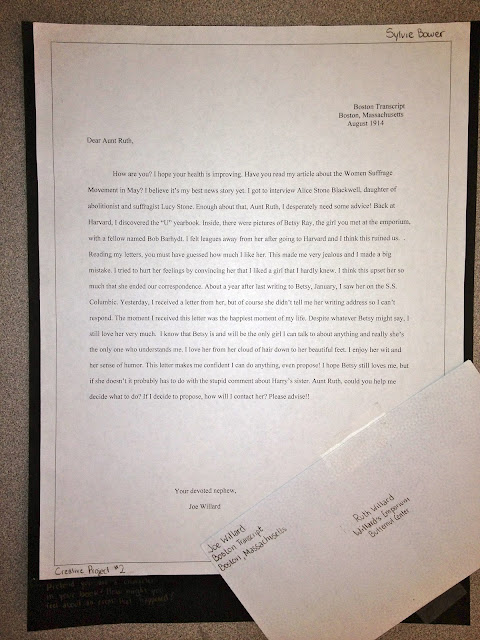 Sylvie Bower
Boston Transcript
Boston, Massachusetts
August 1914
Dear Aunt Ruth,
How are you? I hope your health is improving. Have you read my article about the Women Suffrage
Movement in May? I believe it's my best news story yet. I got to interview Alice Stone Blackwell, daughter of
abolitionist and suffragist Lucy Stone. Enough about that, Aunt Ruth, I desperately need some advice! Back at
Harvard, I discovered the "U" yearbook. Inside, there were pictures of Betsy Ray, the girl you met at the emporium,
with a fellow named Bob Barhydt. I felt leagues away from her after going to Harvard and I think this ruined us.
Reading my letters, you must have guessed how much I like her. This made me very jealous and I made a big
mistake. I tried to hurt her feelings by convincing her that I liked a girl that I hardly knew. I think this upset her so
much that she ended our correspondence. About a year after last writing to Betsy, January, I saw her on the S.S.
Columbic. Yesterday, I received a letter from her, but of course she didn't tell me her writing address so I can't
respond. The moment I received this letter was the happiest moment of my life. Despite whatever Betsy might say, I
still love her very much. I know that Betsy is and will be the only girl I can talk to about anything and really she's
the only one who understands me. I love her from her cloud of hair down to her beautiful feet. I enjoy her wit and
her sense of humor. This letter makes me confident I can do anything, even propose! I hope Betsy still loves me, but
if she doesn't it probably has to do with the stupid comment about Harry's sister. Aunt Ruth, could you help me
decide what to do? If I decide to propose, how will I contact her? Please advise!!
Your devoted nephew,
Joe Willard
Joe Willard
Boston Transcript
Boston, Massachusetts
Ruth Willard
Willard's Emporium
Butternut Center
Creative Project #2